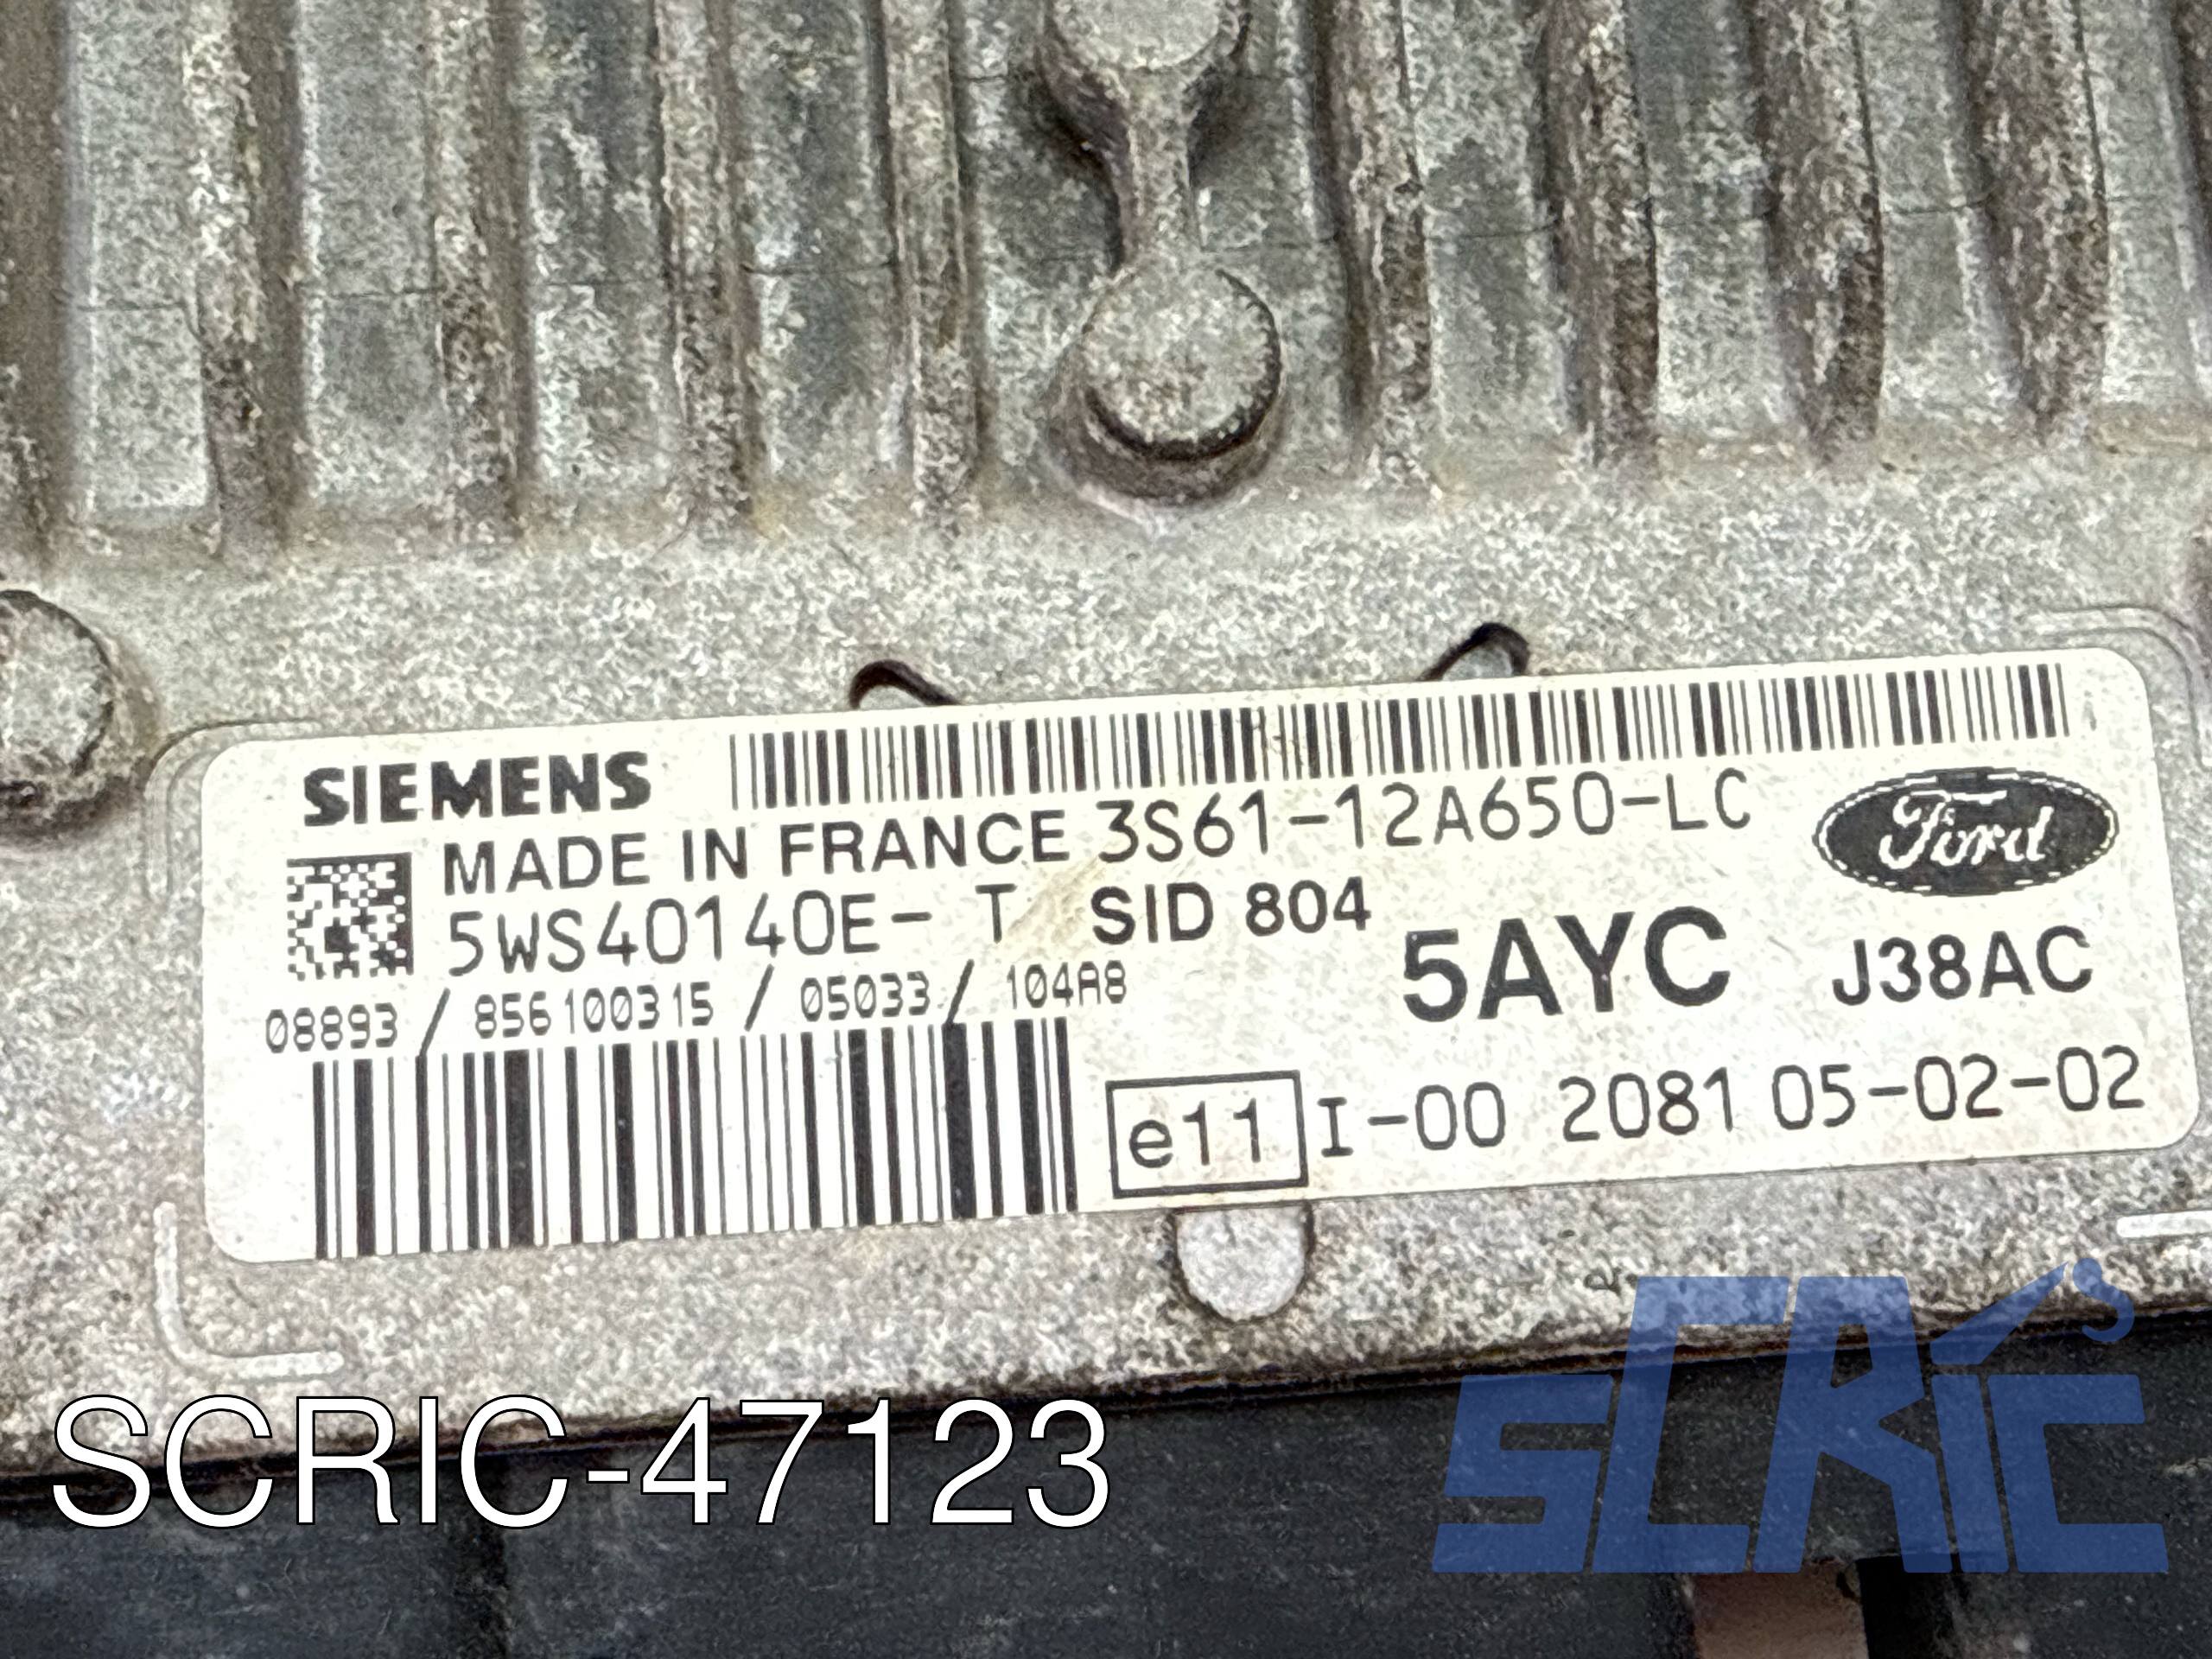 SIEMENS
MADE IN FRANCE 3S61-12A650-LC
Ford
5WS40140E- T SID 804
5AYC J38AC
08893 / 856100315 / 05033 / 104A8
e11 I-00 2081 05-02-02
SCRIC-47123
SCRiC